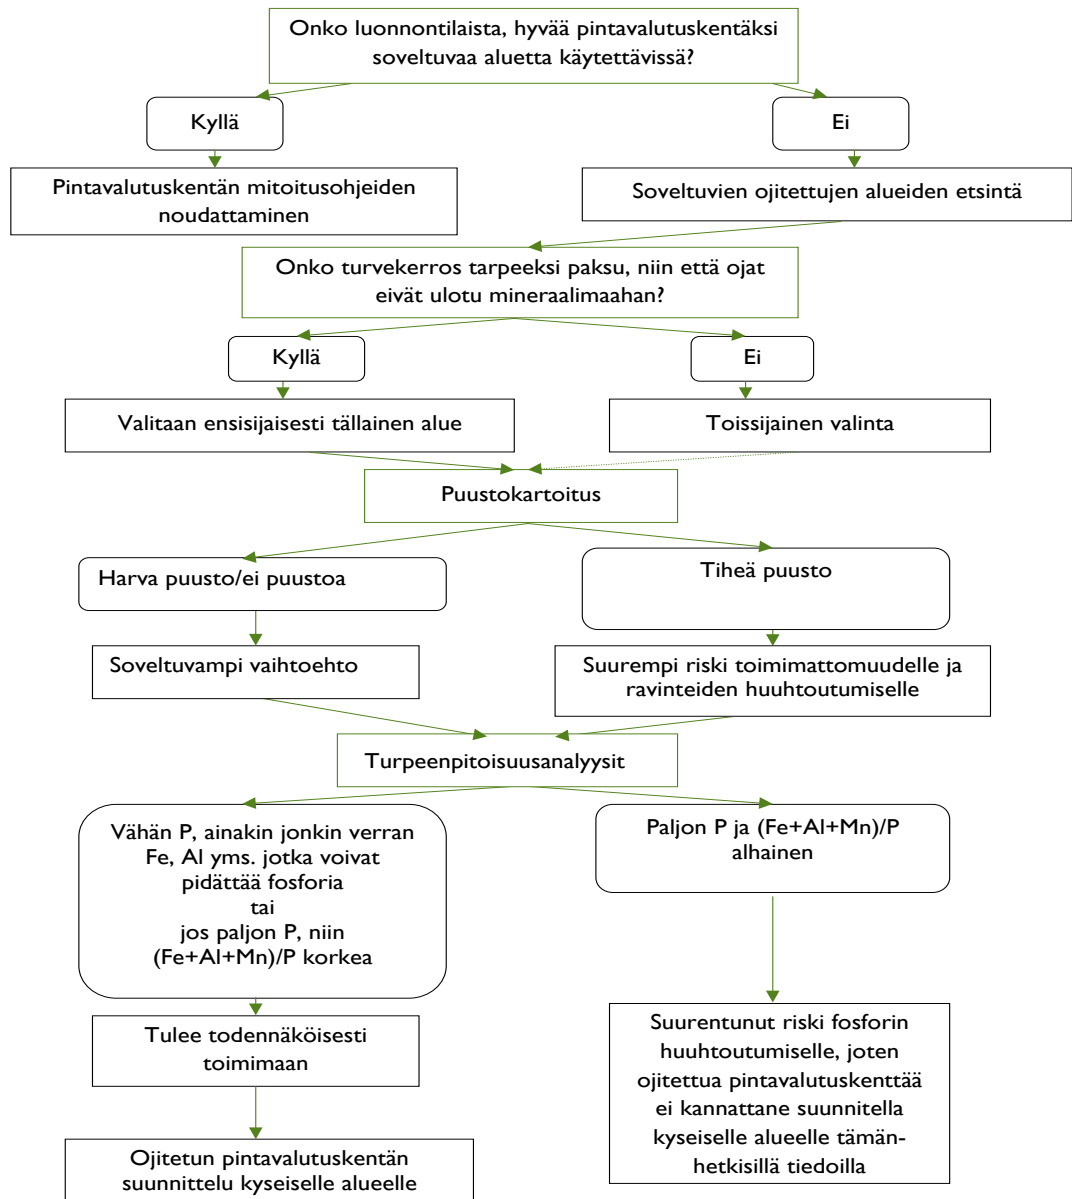 Onko luonnontilaista, hyvää pintavalutuskentäksi
soveltuvaa aluetta käytettävissä?
Kyllä
Ei
Pintavalutuskentän mitoitusohjeiden
noudattaminen
Soveltuvien ojitettujen alueiden etsintä
Onko turvekerros tarpeeksi paksu, niin että ojat
eivät ulotu mineraalimaahan?
Kyllä
Ei
Valitaan ensisijaisesti tällainen alue
Toissijainen valinta
Puustokartoitus
Harva puusto/ei puustoa
Tiheä puusto
Soveltuvampi vaihtoehto
Suurempi riski toimimattomuudelle ja
ravinteiden huuhtoutumiselle
Turpeenpitoisuusanalyysit
Vähän P, ainakin jonkin verran
Fe, Al yms. jotka voivat
pidättää fosforia
tai
jos paljon P, niin
(Fe+Al+Mn)/P korkea
Paljon P ja (Fe+Al+Mn)/P
alhainen
Tulee todennäköisesti
toimimaan
Suurentunut riski fosforin
huuhtoutumiselle, joten
ojitettua pintavalutuskenttää
ei kannattane suunnitella
kyseiselle alueelle tämän-
hetkisillä tiedoilla
Ojitetun pintavalutuskentän
suunnittelu kyseiselle alueelle